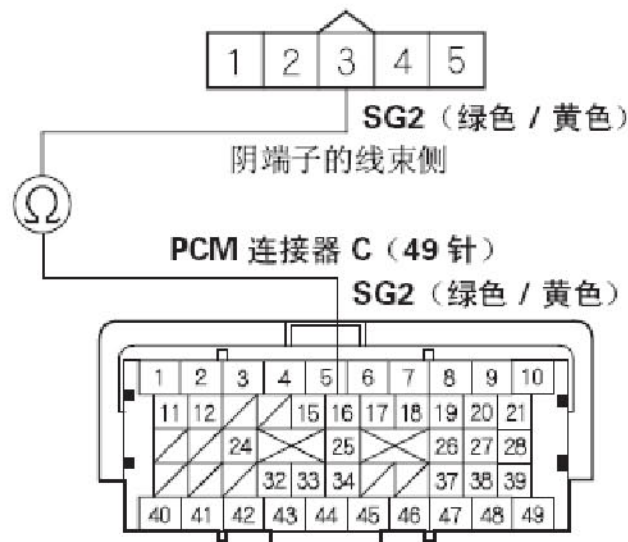 1 2 3 4 5
SG2（绿色 / 黄色）
阴端子的线束侧
Ω
PCM 连接器 C（49 针）
SG2（绿色 / 黄色）
1 2 3 4 5 6 7 8 9 10
11 12 15 16 17 18 19 20 21
24 25 26 27 28
32 33 34 37 38 39
40 41 42 43 44 45 46 47 48 49